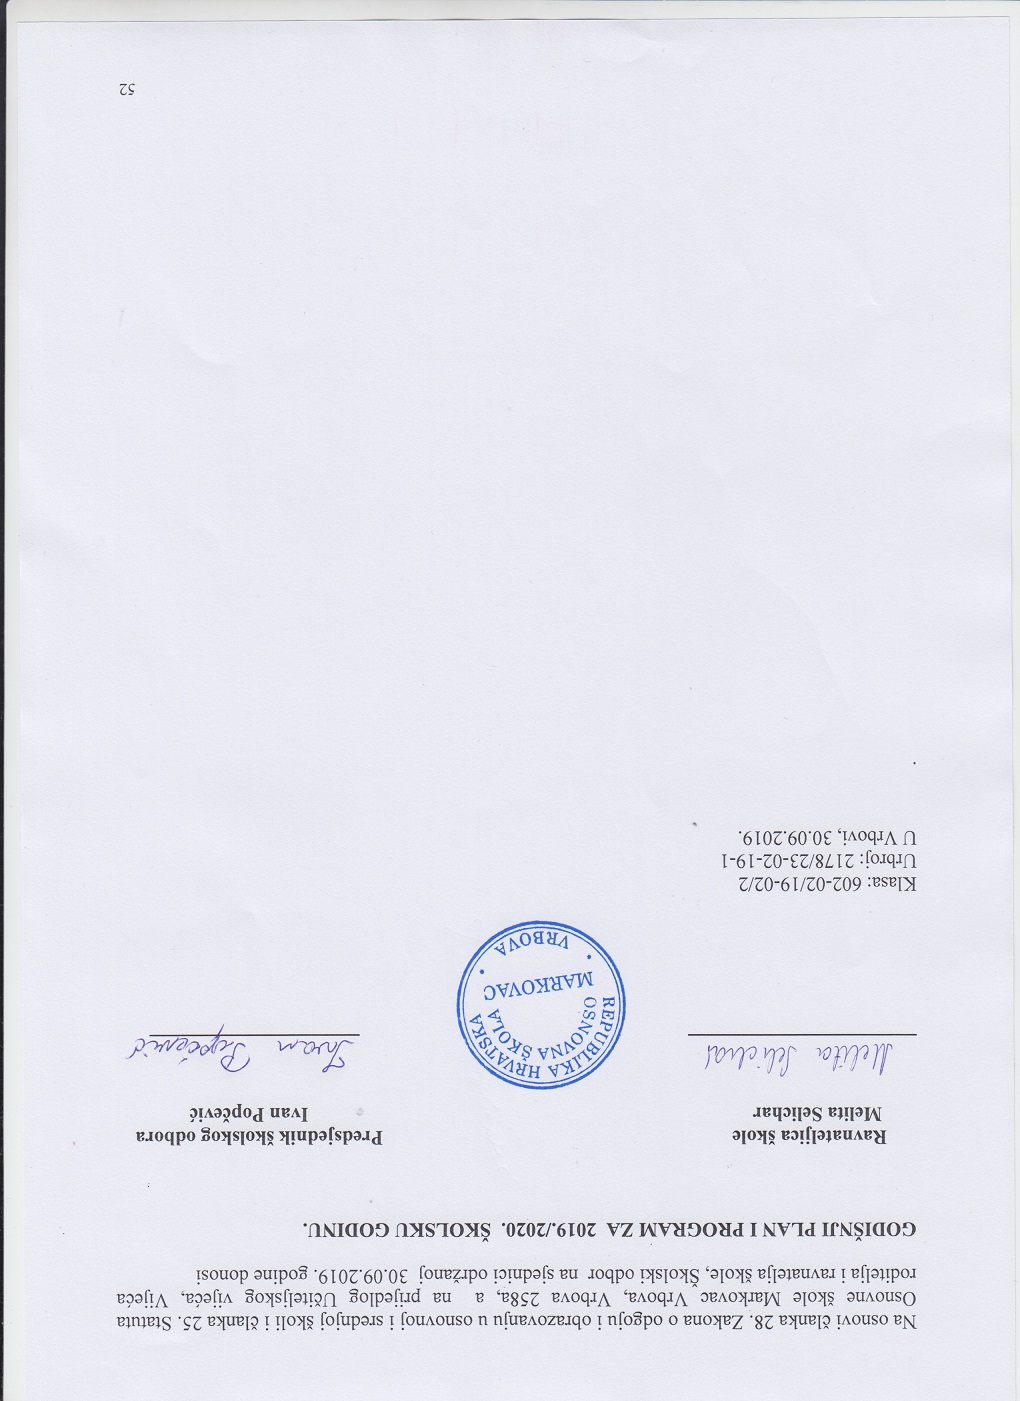 Na osnovi članka 28. Zakona o odgoju i obrazovanju u osnovnoj i srednjoj školi i članka 25. Statuta
Osnovne škole Markovac Vrbova, Vrbova 258a, a na prijedlog Učiteljskog vijeća, Vijeća
roditelja i ravnatelja škole, Školski odbor na sjednici održanoj 30.09.2019. godine donosi
GODIŠNJI PLAN I PROGRAM ZA 2019./2020. ŠKOLSKU GODINU.
Ravnateljica škole
Melita Selichar
Melita Selichar
Predsjednik školskog odbora
Ivan Popčević
Ivan Popčević
REPUBLIKA HRVATSKA
OSNOVNA ŠKOLA
MARKOVAC
• VRBOVA •
Klasa: 602-02/19-02/2
Urbroj: 2178/23-02-19-1
U Vrbovi, 30.09.2019.
.
52